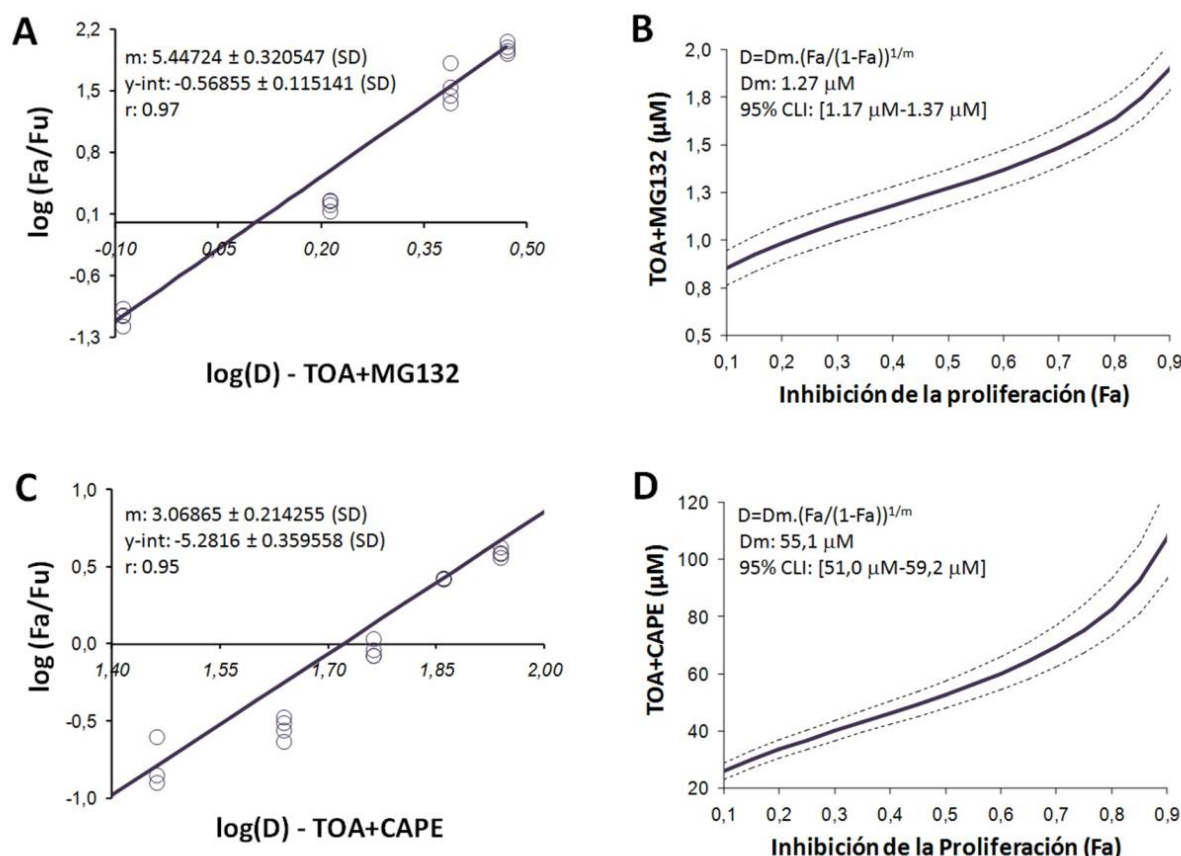 A
log (Fa/Fu)
2,2
1,5
0,8
0,1
-0,6
-1,3
m: 5.44724 ± 0.320547 (SD)
y-int: -0.56855 ± 0.115141 (SD)
r: 0.97
-0,10 0,05 0,20 0,35 0,50
log(D) - TOA+MG132
B
TOA+MG132 (µM)
2,0
1,8
1,5
1,3
1,0
0,8
0,5
D=Dm.(Fa/(1-Fa))1/m
Dm: 1.27 µM
95% CLI: [1.17 µM-1.37 µM]
0,1 0,2 0,3 0,4 0,5 0,6 0,7 0,8 0,9
Inhibición de la proliferación (Fa)
C
log (Fa/Fu)
1,0
0,5
0,0
-0,5
-1,0
m: 3.06865 ± 0.214255 (SD)
y-int: -5.2816 ± 0.359558 (SD)
r: 0.95
1,40 1,55 1,70 1,85 2,00
log(D) - TOA+CAPE
D
TOA+CAPE (µM)
120
100
80
60
40
20
D=Dm.(Fa/(1-Fa))1/m
Dm: 55,1 µM
95% CLI: [51,0 µM-59,2 µM]
0,1 0,2 0,3 0,4 0,5 0,6 0,7 0,8 0,9
Inhibición de la Proliferación (Fa)